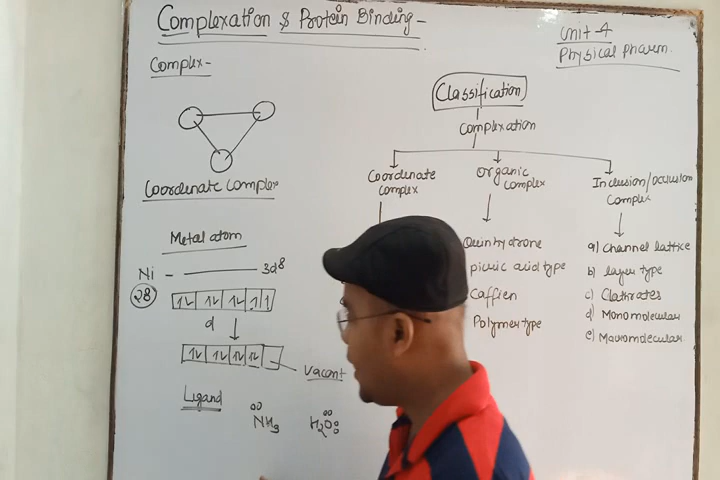 Complexation & Protein Binding-
Unit-4
Physical pharm.
Complex-
Classification
Complexation
Coordenate complex
Coordenate complex
Organic complex
Inclusion/occlusion complex
Metal atom
Ni - 3d8
28
d
Vacant
Ligand
NH3
H2O
Quinhydrone
picric acid type
Caffien
Polymer type
a) Channel lattice
b) layer type
c) Clathrates
d) Monomolecular
e) Macromolecular